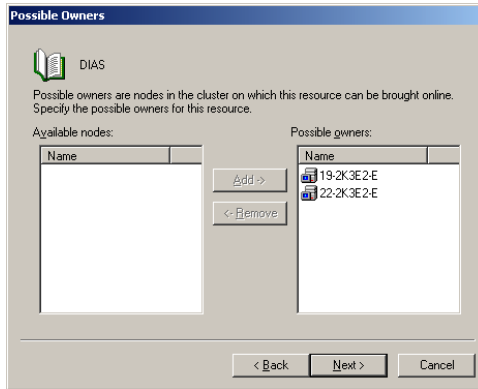 Possible Owners
DIAS
Possible owners are nodes in the cluster on which this resource can be brought online.
Specify the possible owners for this resource.
Available nodes:
Possible owners:
Name
Name
19-2K3E2-E
22-2K3E2-E
Add ->
<- Remove
< Back
Next >
Cancel